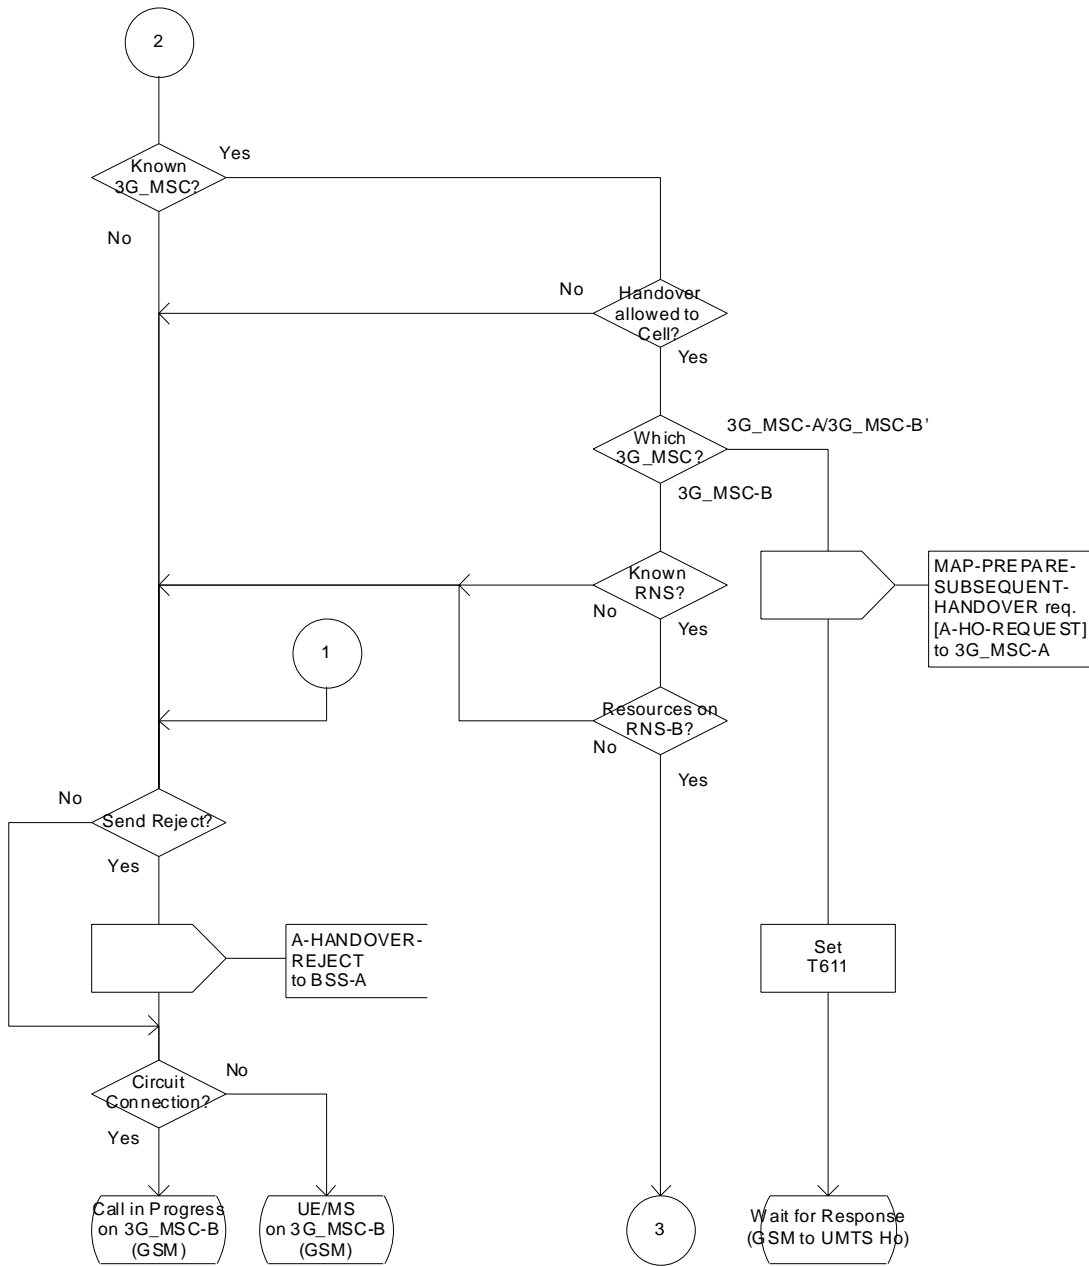 2
Yes
Known
3G_MSC?
No
No
Handover
allowed to
Cell?
Yes
3G_MSC-A/3G_MSC-B’
Which
3G_MSC?
3G_MSC-B
Known
RNS?
No
Yes
MAP-PREPARE-
SUBSEQUENT-
HANDOVER req.
[A-HO-REQUEST]
to 3G_MSC-A
1
Resources on
RNS-B?
No
Yes
No
Send Reject?
Yes
A-HANDOVER-
REJECT
to BSS-A
Set
T611
No
Circuit
Connection?
Yes
Call in Progress
on 3G_MSC-B
(GSM)
UE/MS
on 3G_MSC-B
(GSM)
3
Wait for Response
(GSM to UMTS Ho)